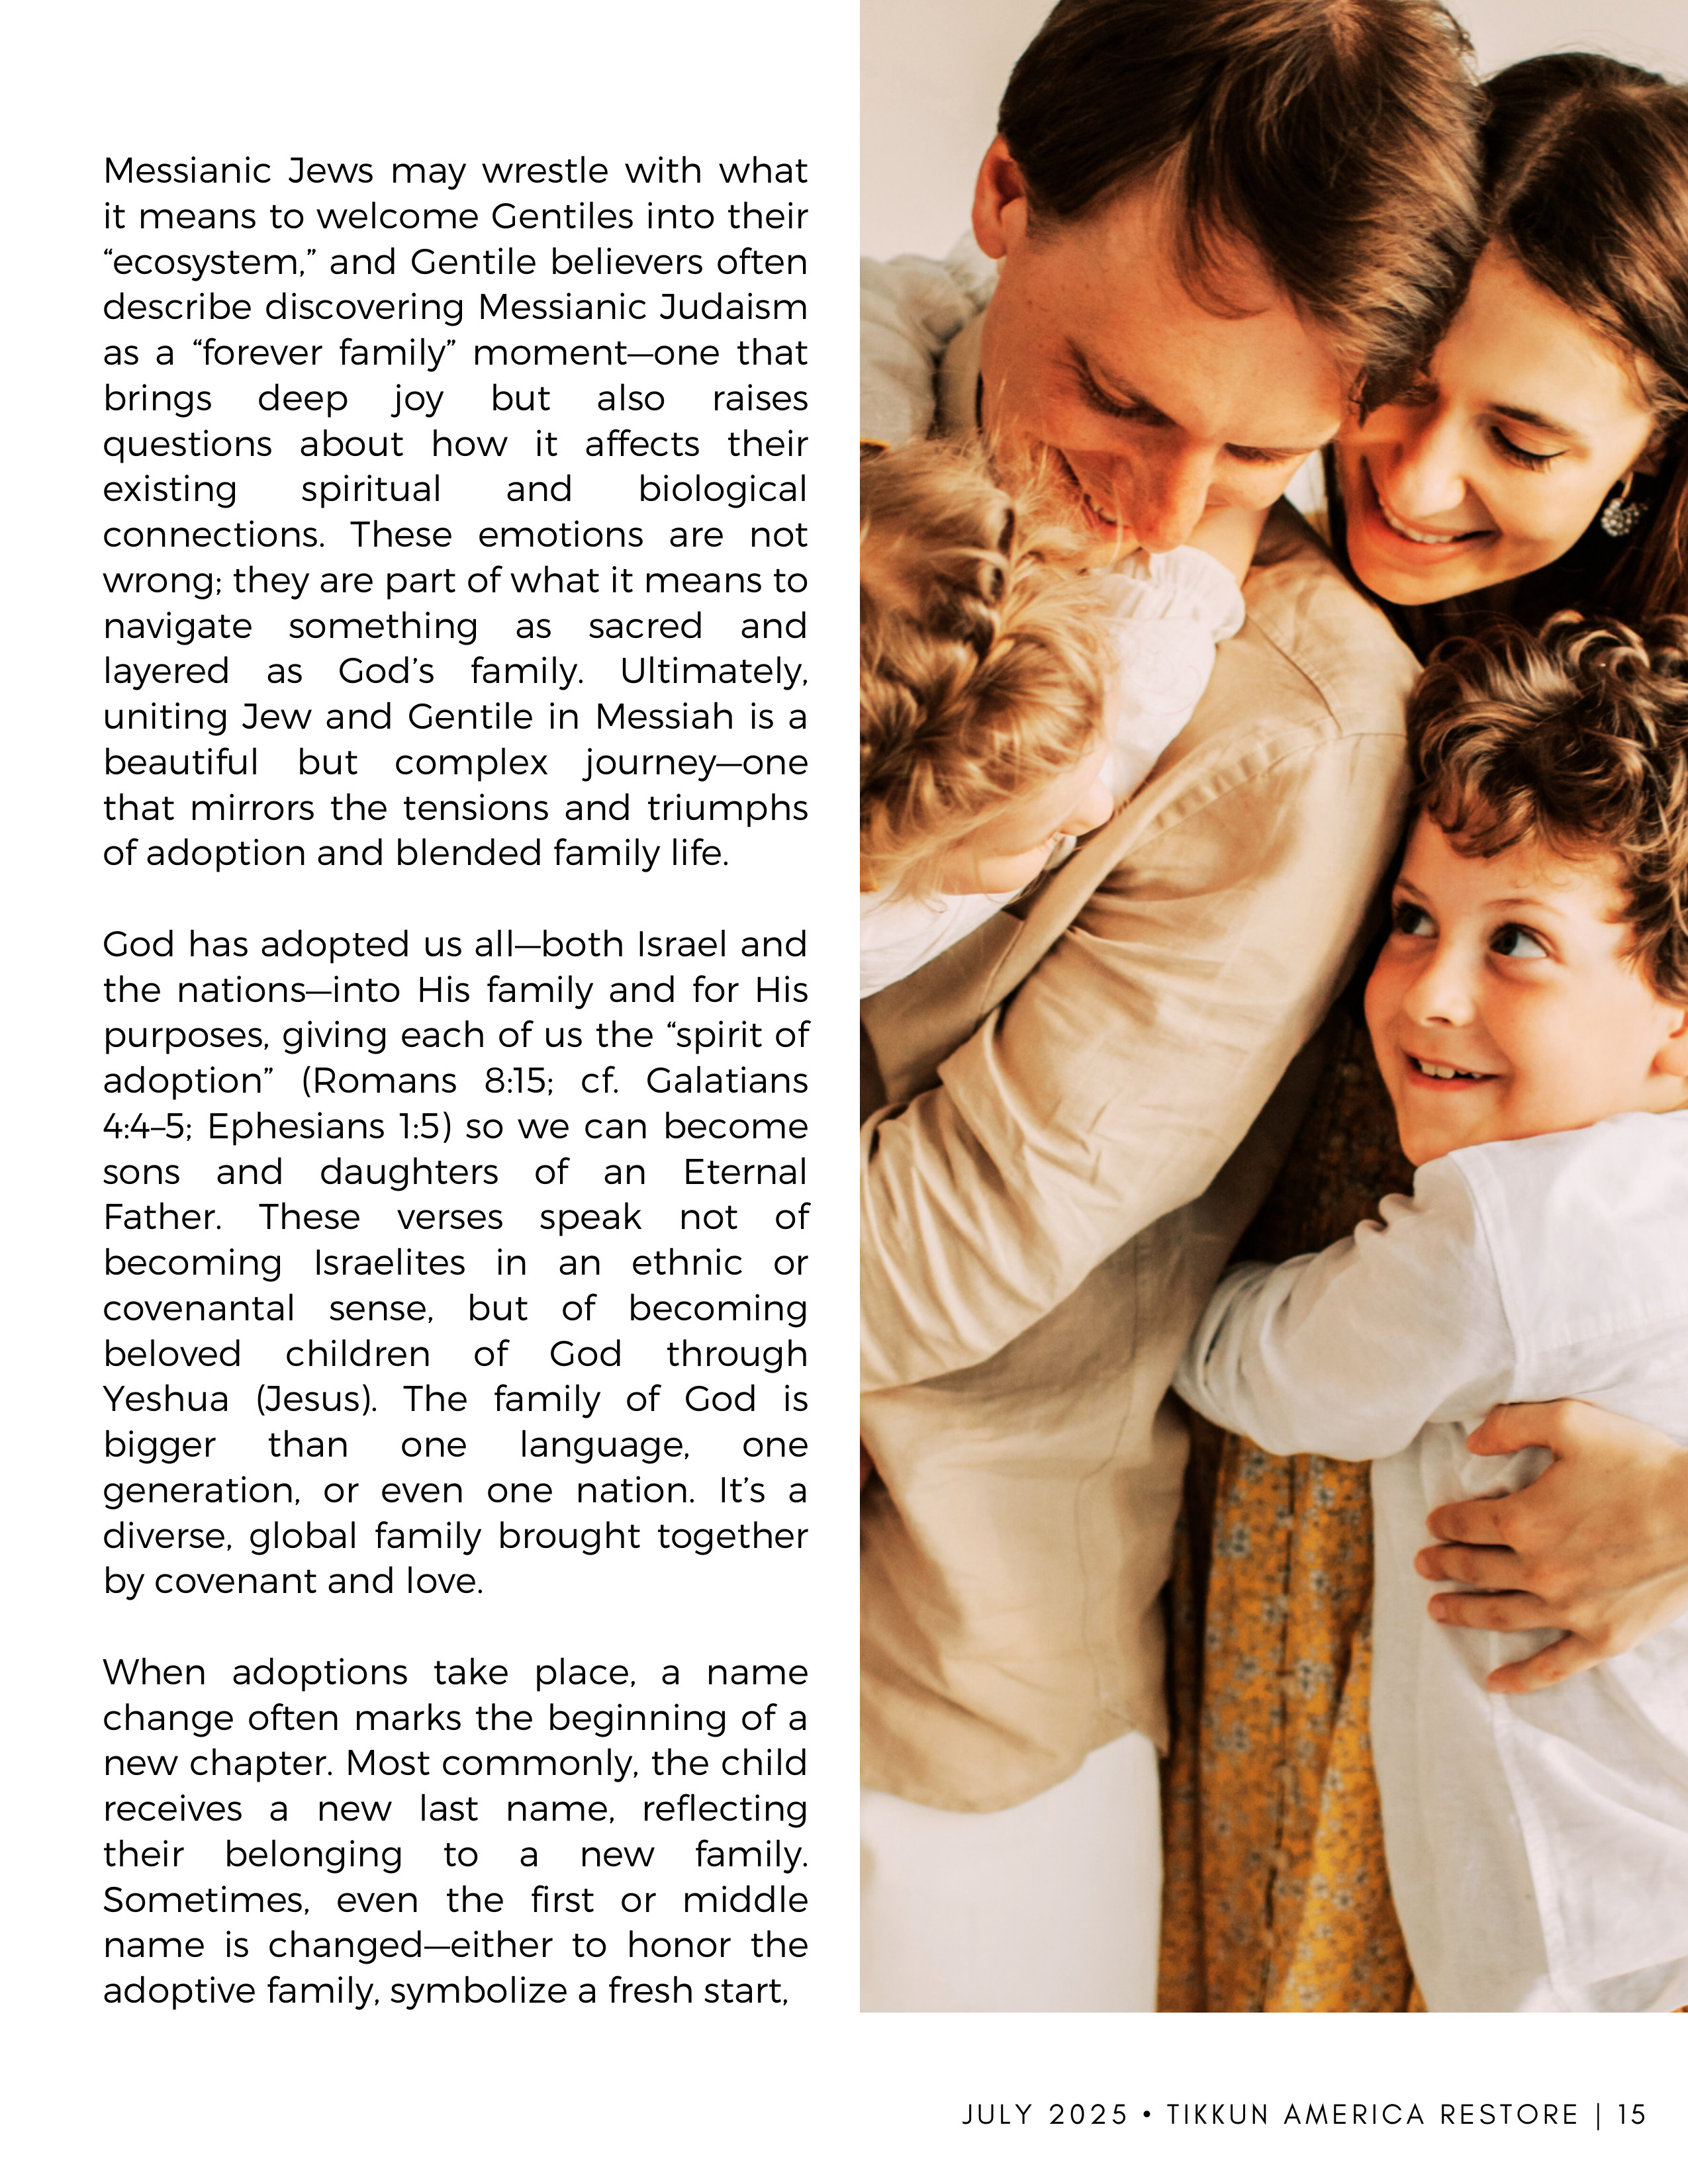 Messianic Jews may wrestle with what
it means to welcome Gentiles into their
“ecosystem,” and Gentile believers often
describe discovering Messianic Judaism
as a “forever family” moment—one that
brings deep joy but also raises
questions about how it affects their
existing spiritual and biological
connections. These emotions are not
wrong; they are part of what it means to
navigate something as sacred and
layered as God’s family. Ultimately,
uniting Jew and Gentile in Messiah is a
beautiful but complex journey—one
that mirrors the tensions and triumphs
of adoption and blended family life.
God has adopted us all—both Israel and
the nations—into His family and for His
purposes, giving each of us the “spirit of
adoption” (Romans 8:15; cf. Galatians
4:4–5; Ephesians 1:5) so we can become
sons and daughters of an Eternal
Father. These verses speak not of
becoming Israelites in an ethnic or
covenantal sense, but of becoming
beloved children of God through
Yeshua (Jesus). The family of God is
bigger than one language, one
generation, or even one nation. It’s a
diverse, global family brought together
by covenant and love.
When adoptions take place, a name
change often marks the beginning of a
new chapter. Most commonly, the child
receives a new last name, reflecting
their belonging to a new family.
Sometimes, even the first or middle
name is changed—either to honor the
adoptive family, symbolize a fresh start,
JULY 2025 • TIKKUN AMERICA RESTORE | 15